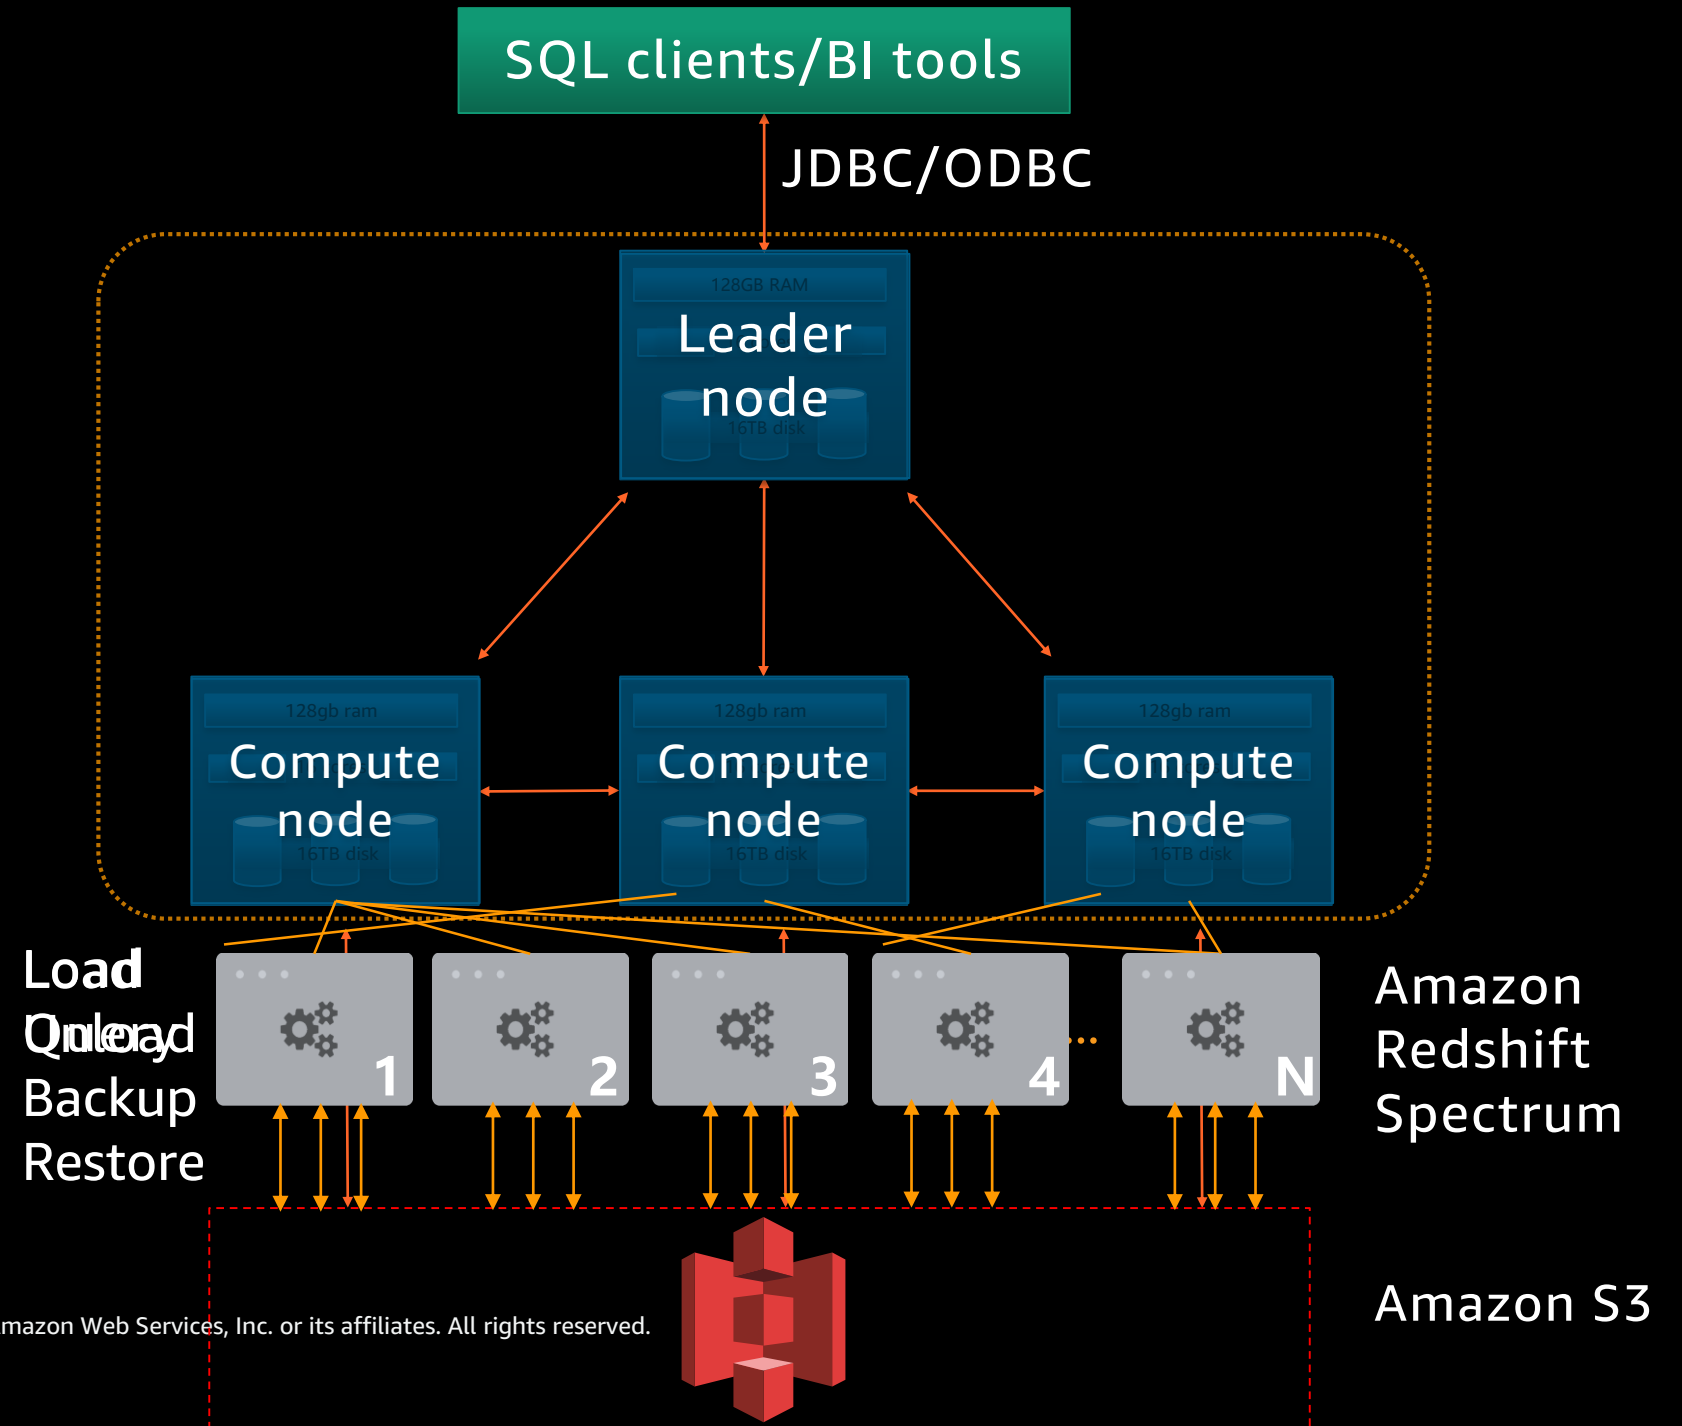 SQL clients/BI tools
JDBC/ODBC
128GB RAM
Leader
node
16TB disk
128gb ram
Compute
node
16TB disk
128gb ram
Compute
node
16TB disk
128gb ram
Compute
node
16TB disk
Load
Query
Unload
Backup
Restore
1
2
3
4
...
N
Amazon
Redshift
Spectrum
Amazon S3
mazon Web Services, Inc. or its affiliates. All rights reserved.